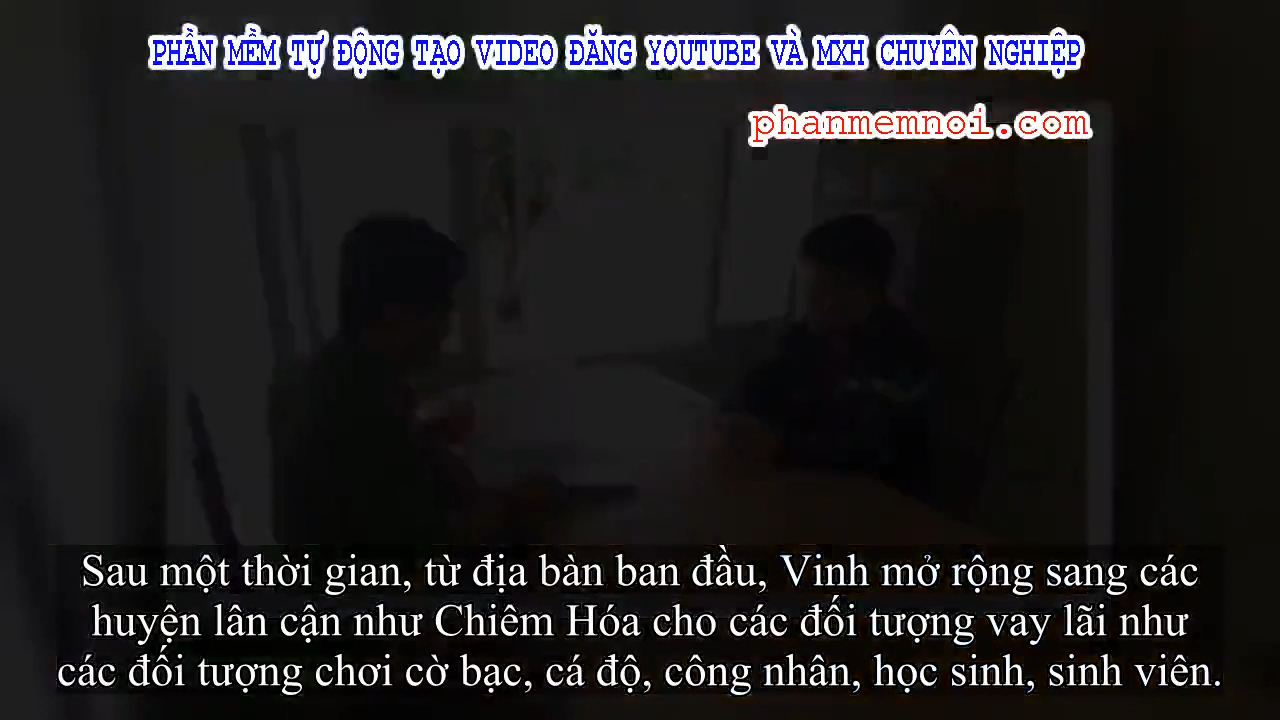 PHẦN MỀM TỰ ĐỘNG TẠO VIDEO ĐĂNG YOUTUBE VÀ MXH CHUYÊN NGHIỆP
phanmemnoi.com
Sau một thời gian, từ địa bàn ban đầu, Vinh mở rộng sang các
huyện lân cận như Chiêm Hóa cho các đối tượng vay lãi như
các đối tượng chơi cờ bạc, cá độ, công nhân, học sinh, sinh viên.